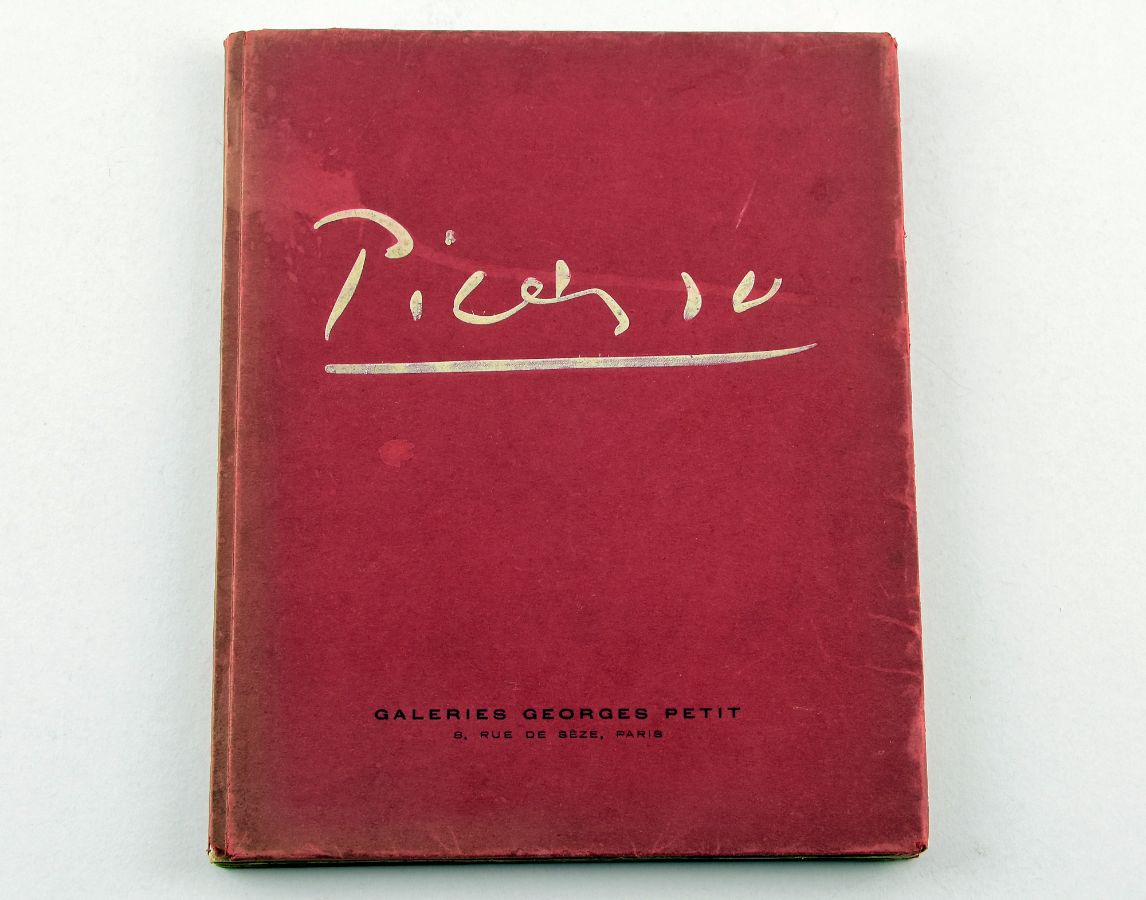 Picasso
GALERIES GEORGES PETIT
8, RUE DE SÈZE, PARIS